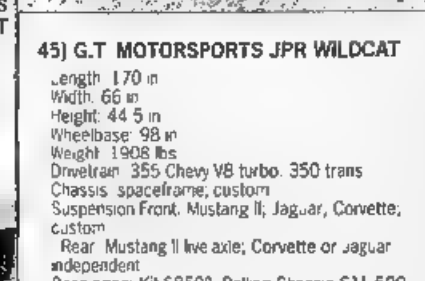 45) G.T MOTORSPORTS JPR WILDCAT
Length 170 in
Width. 66 in
Height: 44 5 in
Wheelbase: 98 in
Weight 1908 lbs
Drivetrain 355 Chevy V8 turbo. 350 trans
Chassis spaceframe; custom
Suspension Front. Mustang II; Jaguar, Corvette;
custom
Rear Mustang II live axle; Corvette or Jaguar
independent